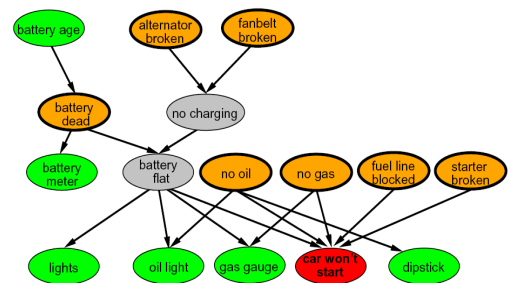 battery age
alternator
broken
fanbelt
broken
battery
dead
no charging
battery
meter
battery
flat
no oil
no gas
fuel line
blocked
starter
broken
lights
oil light
gas gauge
car won't
start
dipstick